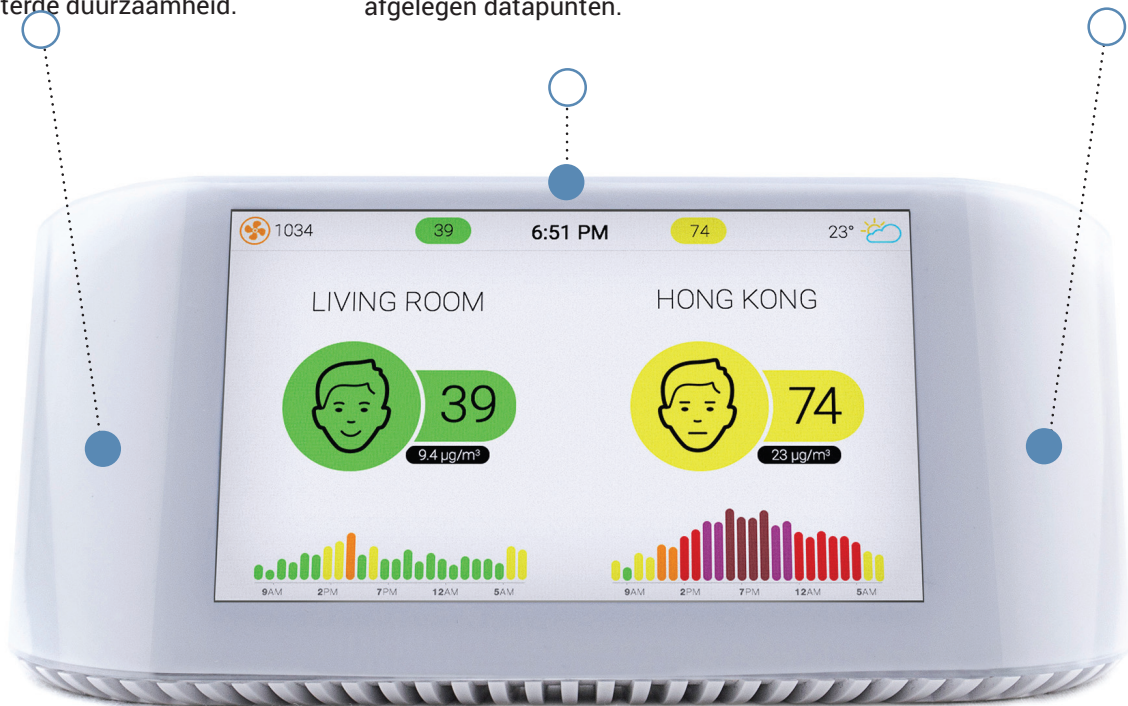 duurzaamheid.
afgelegen datapunten.
1034
39
6:51 PM
74
23°
LIVING ROOM
HONG KONG
39
74
9.4 µg/m³
23 µg/m³
9AM 2PM 7PM 12AM 5AM
9AM 2PM 7PM 12AM 5AM